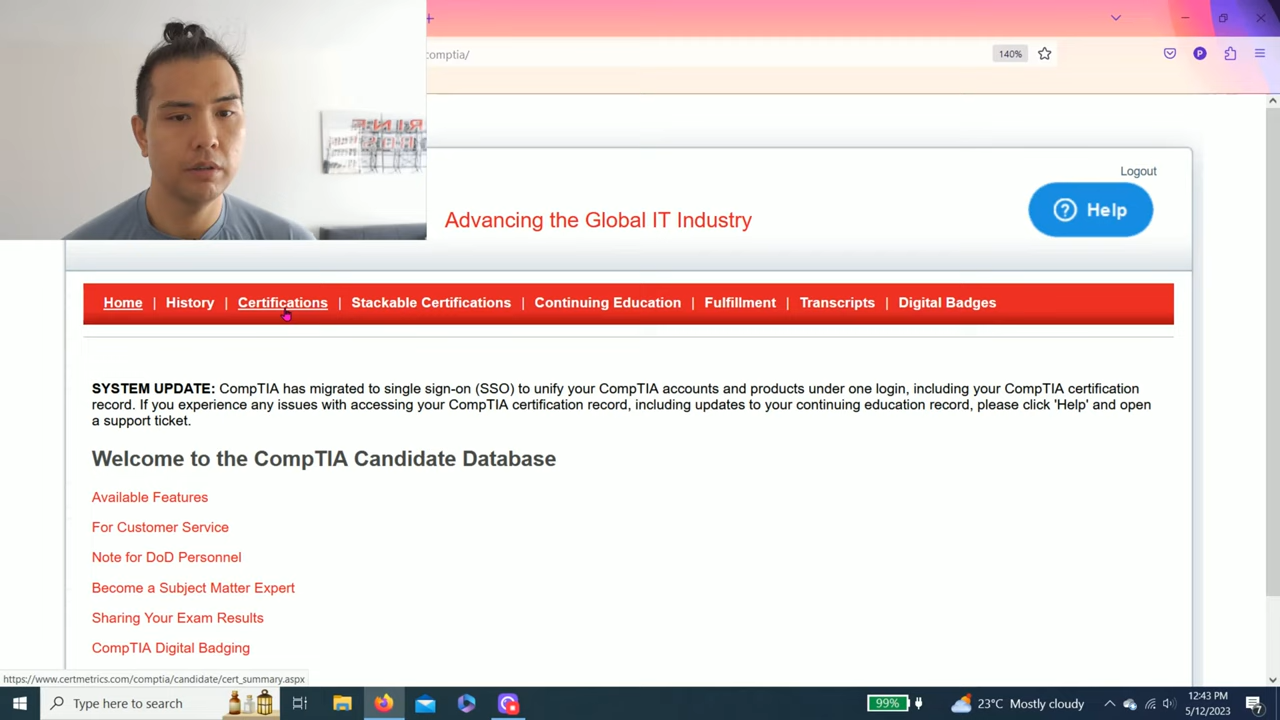 comptia/
140%
Logout
Advancing the Global IT Industry
? Help
Home | History | Certifications | Stackable Certifications | Continuing Education | Fulfillment | Transcripts | Digital Badges
SYSTEM UPDATE: CompTIA has migrated to single sign-on (SSO) to unify your CompTIA accounts and products under one login, including your CompTIA certification
record. If you experience any issues with accessing your CompTIA certification record, including updates to your continuing education record, please click 'Help' and open
a support ticket.
Welcome to the CompTIA Candidate Database
Available Features
For Customer Service
Note for DoD Personnel
Become a Subject Matter Expert
Sharing Your Exam Results
CompTIA Digital Badging
https://www.certmetrics.com/comptia/candidate/cert_summary.aspx
Type here to search
99%
23°C Mostly cloudy
12:43 PM
5/12/2023
7